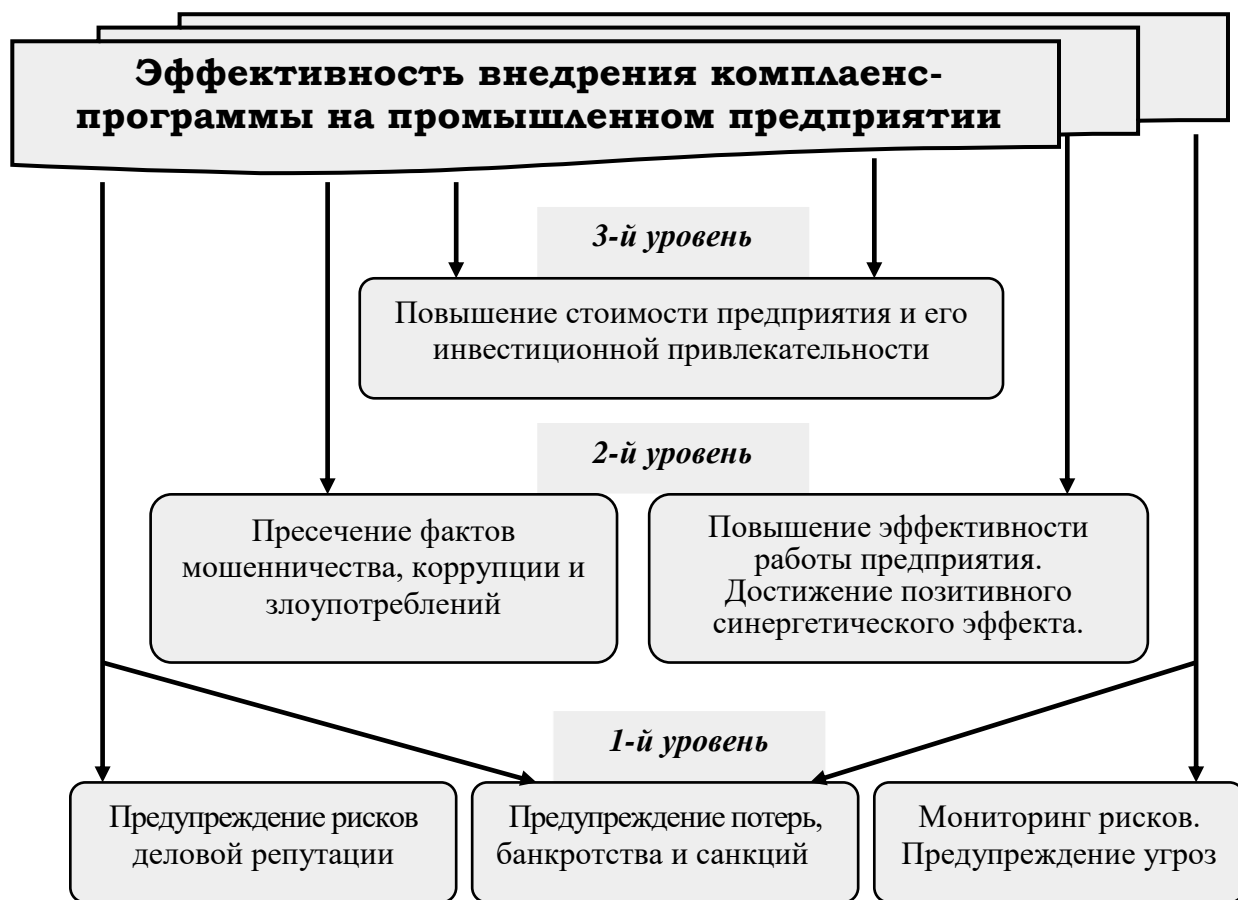 Эффективность внедрения комплаенс-
программы на промышленном предприятии
3-й уровень
Повышение стоимости предприятия и его
инвестиционной привлекательности
2-й уровень
Пресечение фактов
мошенничества, коррупции и
злоупотреблений
Повышение эффективности
работы предприятия.
Достижение позитивного
синергетического эффекта.
1-й уровень
Предупреждение рисков
деловой репутации
Предупреждение потерь,
банкротства и санкций
Мониторинг рисков.
Предупреждение угроз